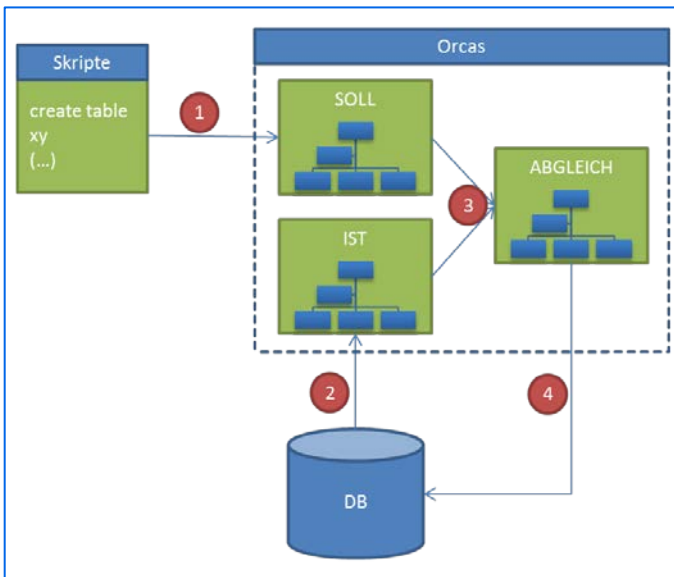 Skripte
create table
xy
(...)
1
Orcas
SOLL
IST
3
ABGLEICH
2
4
DB